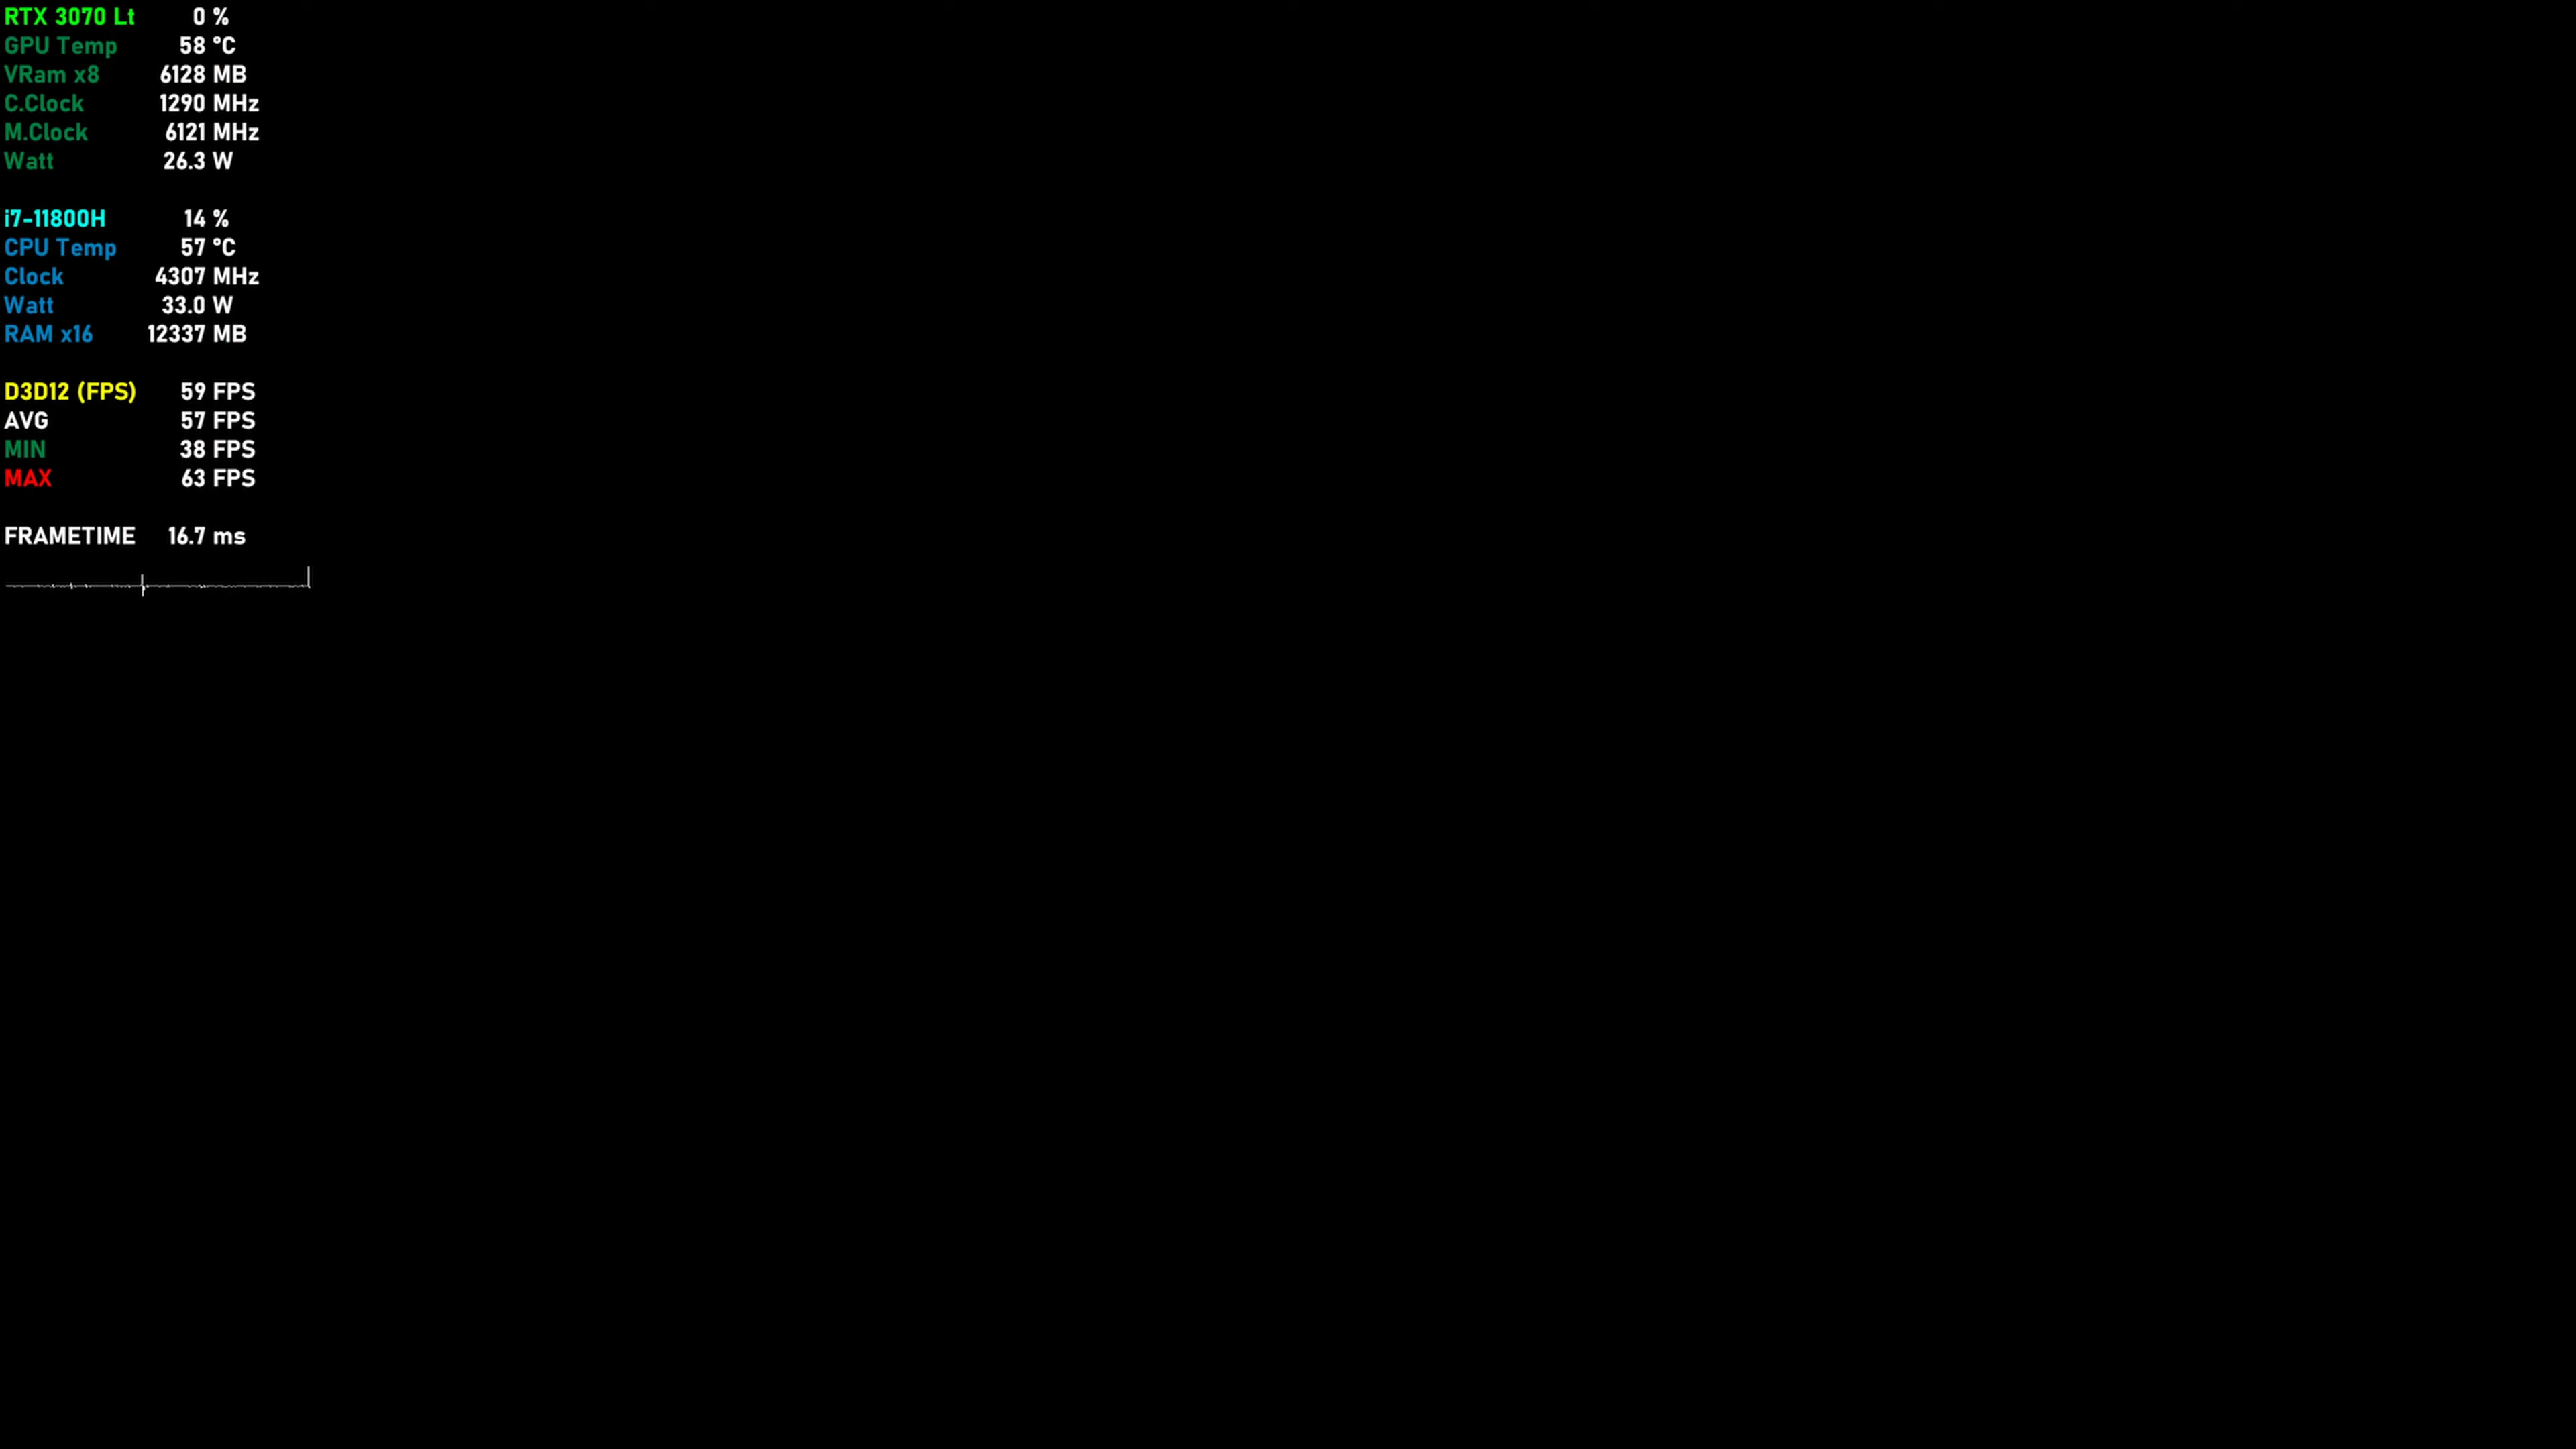 RTX 3070 Lt 0 %
GPU Temp 58 °C
VRam x8 6128 MB
C.Clock 1290 MHz
M.Clock 6121 MHz
Watt 26.3 W
i7-11800H 14 %
CPU Temp 57 °C
Clock 4307 MHz
Watt 33.0 W
RAM x16 12337 MB
D3D12 (FPS) 59 FPS
AVG 57 FPS
MIN 38 FPS
MAX 63 FPS
FRAMETIME 16.7 ms